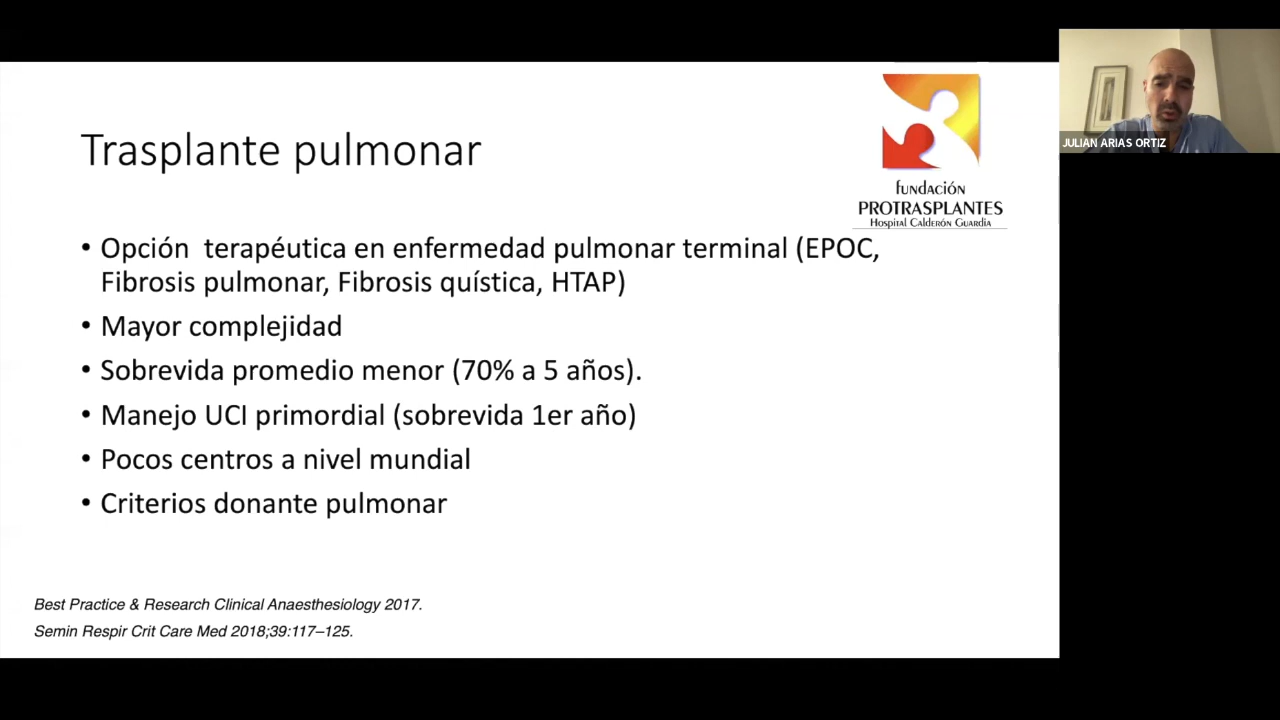 Trasplante pulmonar
fundación
PROTRASPLANTES
Hospital Calderón Guardia
• Opción  terapéutica en enfermedad pulmonar terminal (EPOC,
Fibrosis pulmonar, Fibrosis quística, HTAP)
• Mayor complejidad
• Sobrevida promedio menor (70% a 5 años).
• Manejo UCI primordial (sobrevida 1er año)
• Pocos centros a nivel mundial
• Criterios donante pulmonar
Best Practice & Research Clinical Anaesthesiology 2017.
Semin Respir Crit Care Med 2018;39:117–125.
JULIAN ARIAS ORTIZ